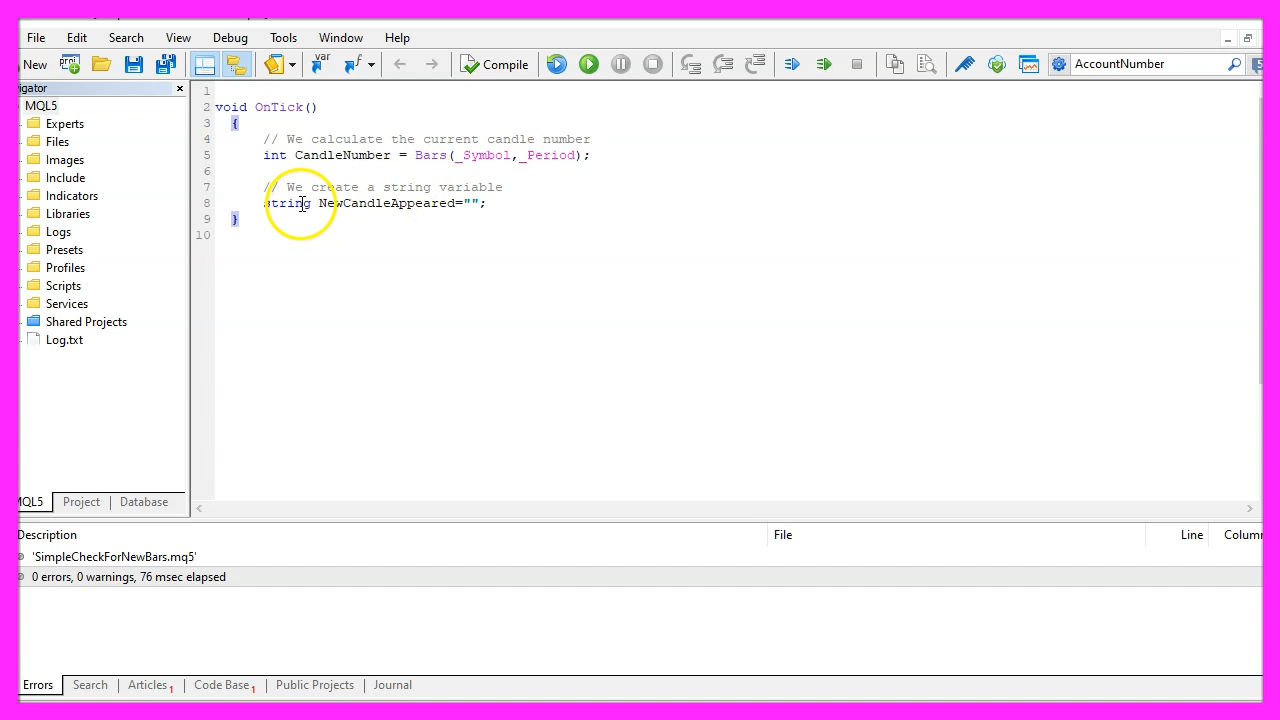 File Edit Search View Debug Tools Window Help
New Compile AccountNumber
igator
MQL5
Experts
Files
Images
Include
Indicators
Libraries
Logs
Presets
Profiles
Scripts
Services
Shared Projects
Log.txt
MQL5 Project Database
1
2 void OnTick()
3 {
4 // We calculate the current candle number
5 int CandleNumber = Bars(_Symbol,_Period);
6
7 // We create a string variable
8 string NewCandleAppeared="";
9 }
10
Description File Line Column
'SimpleCheckForNewBars.mq5'
0 errors, 0 warnings, 76 msec elapsed
Errors Search Articles 1 Code Base 1 Public Projects Journal